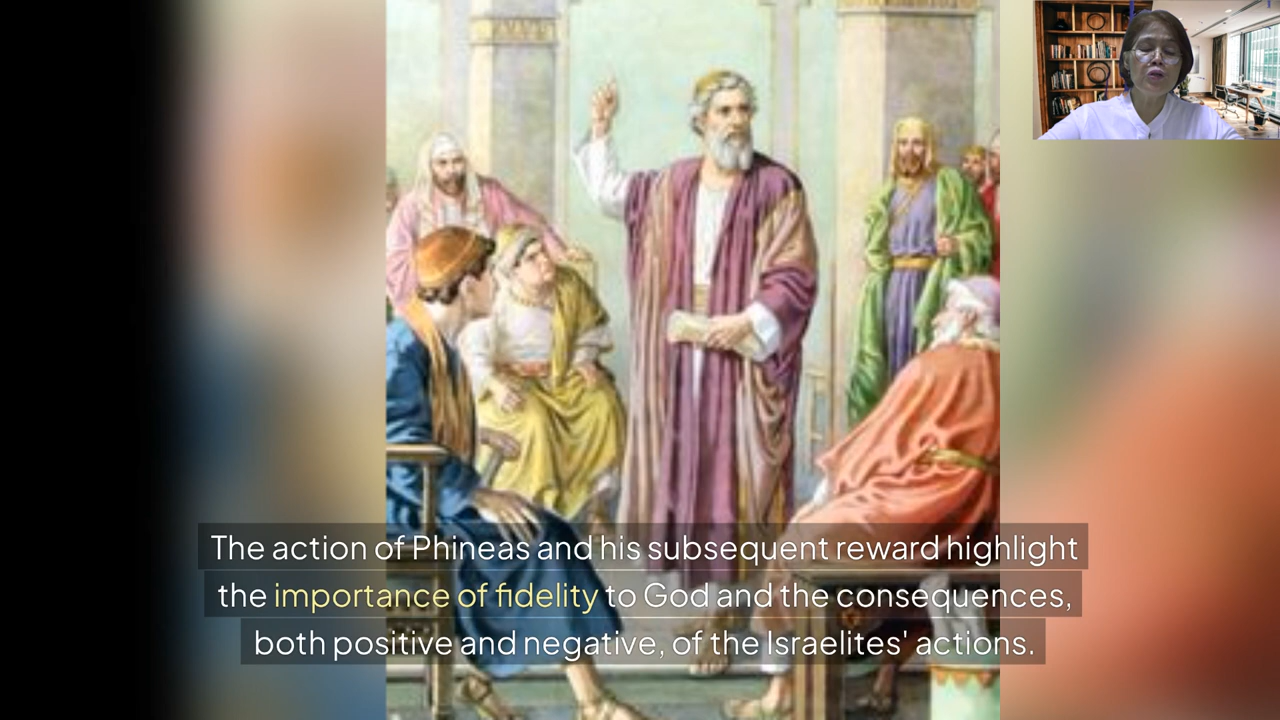 The action of Phineas and his subsequent reward highlight
the importance of fidelity to God and the consequences,
both positive and negative, of the Israelites' actions.